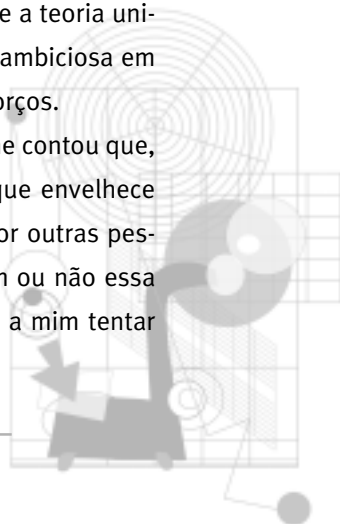 e a teoria uni-
ambiciosa em
orços.
e contou que,
que envelhece
or outras pes-
n ou não essa
a mim tentar